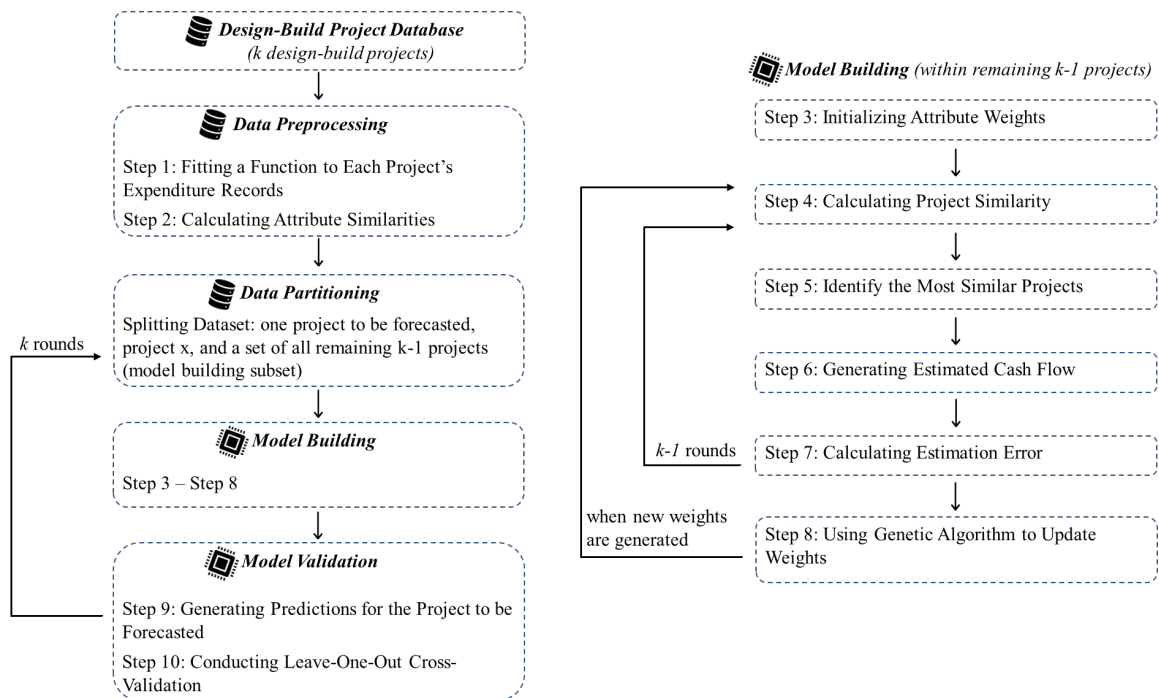 Design-Build Project Database
(k design-build projects)
Data Preprocessing
Step 1: Fitting a Function to Each Project's
Expenditure Records
Step 2: Calculating Attribute Similarities
Data Partitioning
Splitting Dataset: one project to be forecasted,
project x, and a set of all remaining k-1 projects
(model building subset)
k rounds
Model Building
Step 3 – Step 8
Model Validation
Step 9: Generating Predictions for the Project to be
Forecasted
Step 10: Conducting Leave-One-Out Cross-
Validation
Model Building (within remaining k-1 projects)
Step 3: Initializing Attribute Weights
Step 4: Calculating Project Similarity
Step 5: Identify the Most Similar Projects
Step 6: Generating Estimated Cash Flow
k-1 rounds
Step 7: Calculating Estimation Error
when new weights
are generated
Step 8: Using Genetic Algorithm to Update
Weights